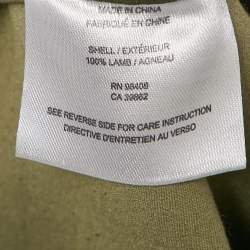 MADE IN CHINA
FABRIQUÉ EN CHINE
SHELL / EXTÉRIEUR
100% LAMB / AGNEAU
RN 98409
CA 39862
SEE REVERSE SIDE FOR CARE INSTRUCTION
DIRECTIVE D'ENTRETIEN AU VERSO